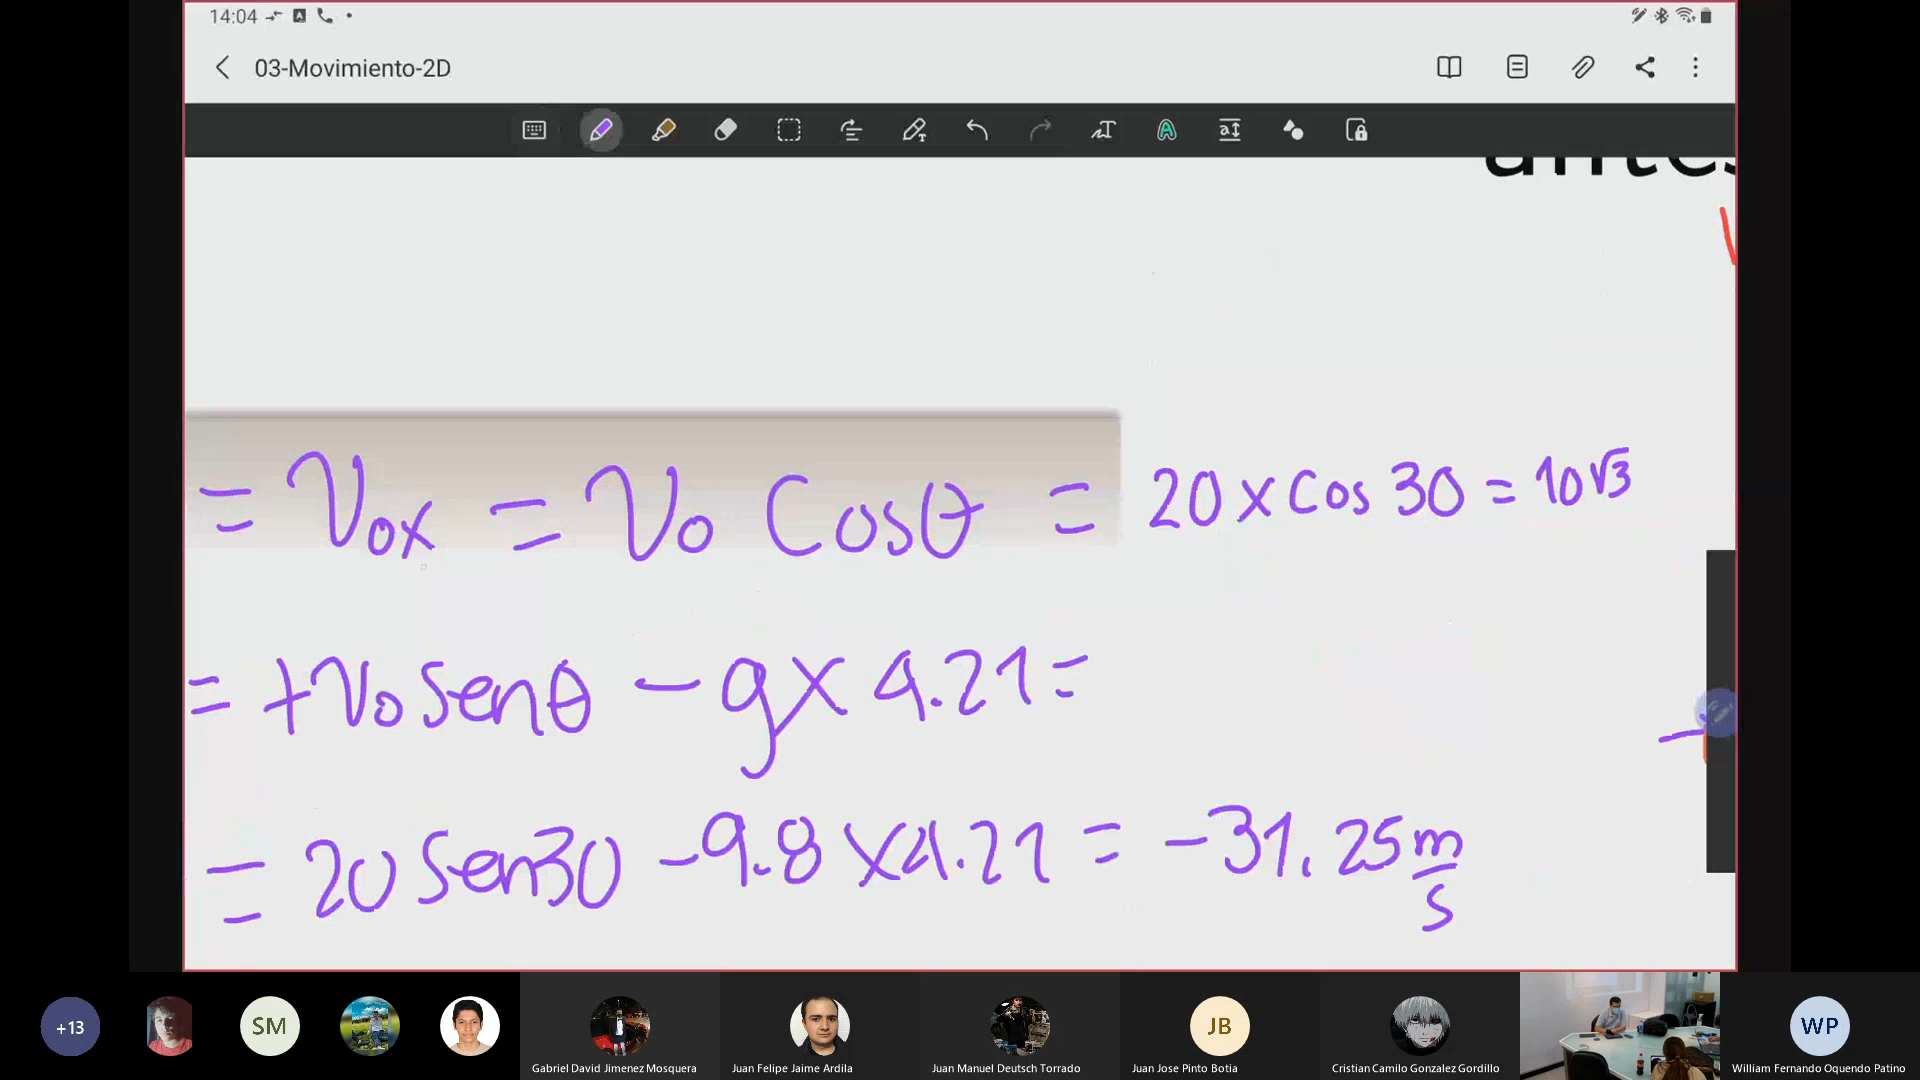 14:04
03-Movimiento-2D
antes
= Vox = Vo Cosθ = 20 x Cos 30 = 10√3
= +Vo Senθ - g x 4.21 =
= 20 Sen30 - 9.8 x 4.21 = -31.25 m/s
+13
SM
JB
WP
Gabriel David Jimenez Mosquera
Juan Felipe Jaime Ardila
Juan Manuel Deutsch Torrado
Juan Jose Pinto Botia
Cristian Camilo Gonzalez Gordillo
William Fernando Oquendo Patino